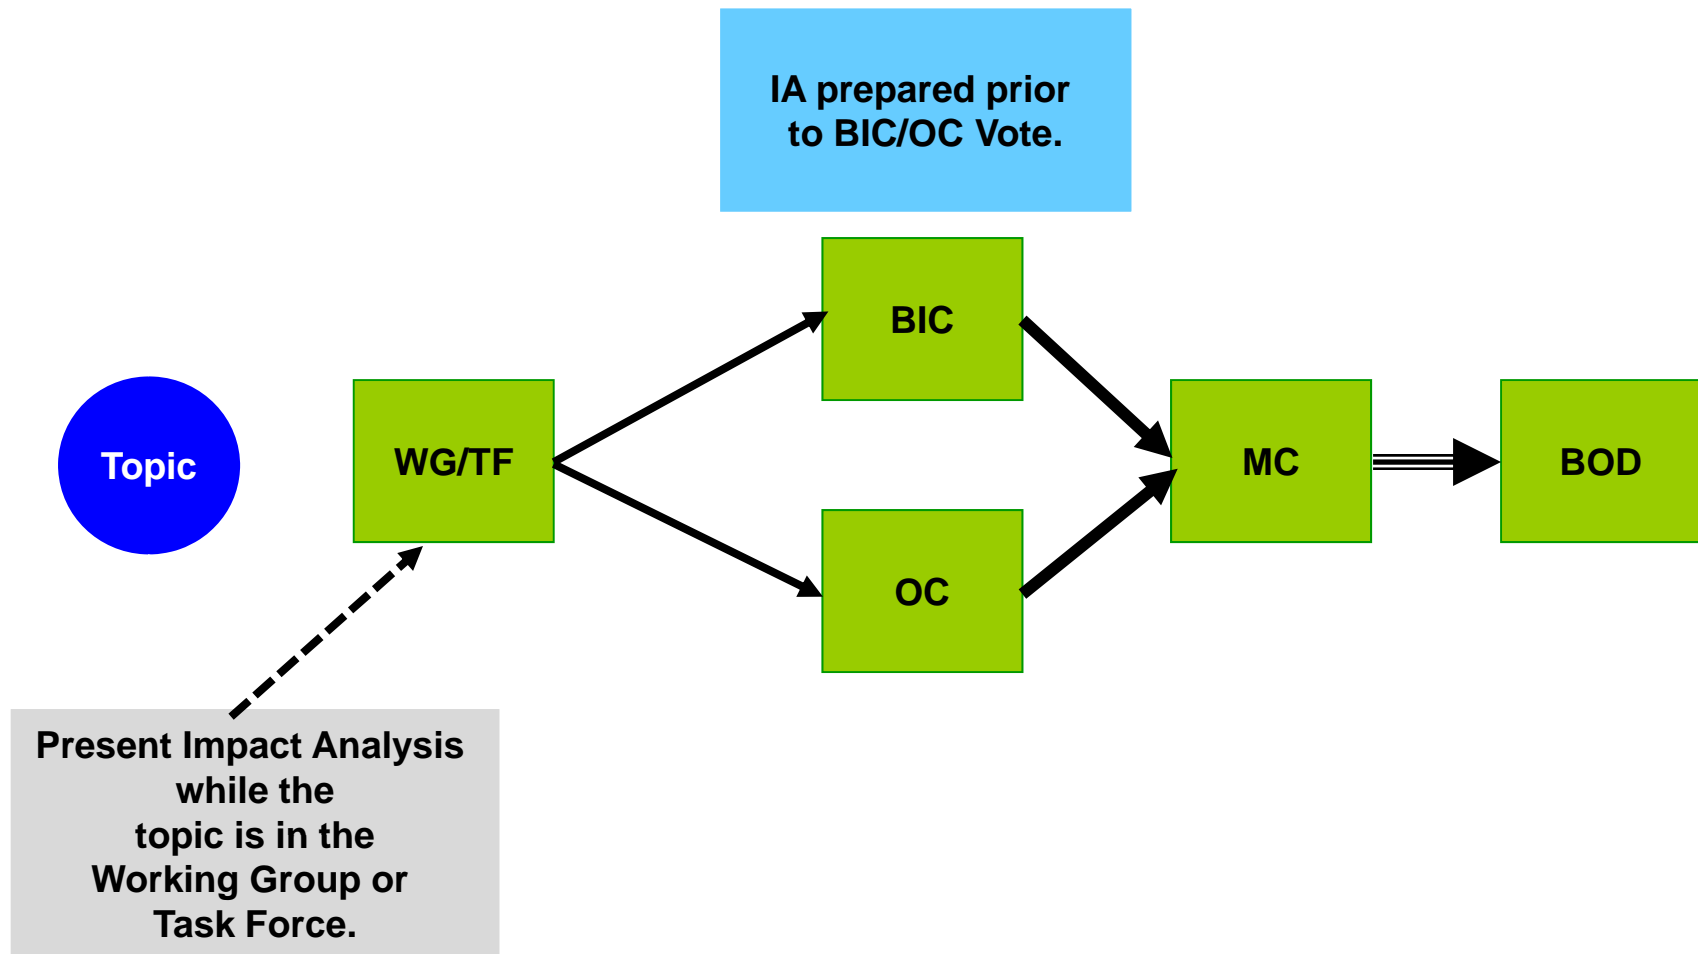 IA prepared prior
to BIC/OC Vote.
BIC
Topic
WG/TF
MC
BOD
OC
Present Impact Analysis
while the
topic is in the
Working Group or
Task Force.